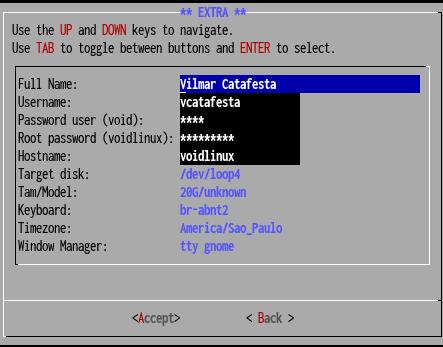 ** EXTRA **
Use the UP and DOWN keys to navigate.
Use TAB to toggle between buttons and ENTER to select.
Full Name: Vilmar Catafesta
Username: vcatafesta
Password user (void): ****
Root password (voidlinux): *********
Hostname: voidlinux
Target disk: /dev/loop4
Tam/Model: 20G/unknown
Keyboard: br-abnt2
Timezone: America/Sao_Paulo
Window Manager: tty gnome
<Accept> < Back >